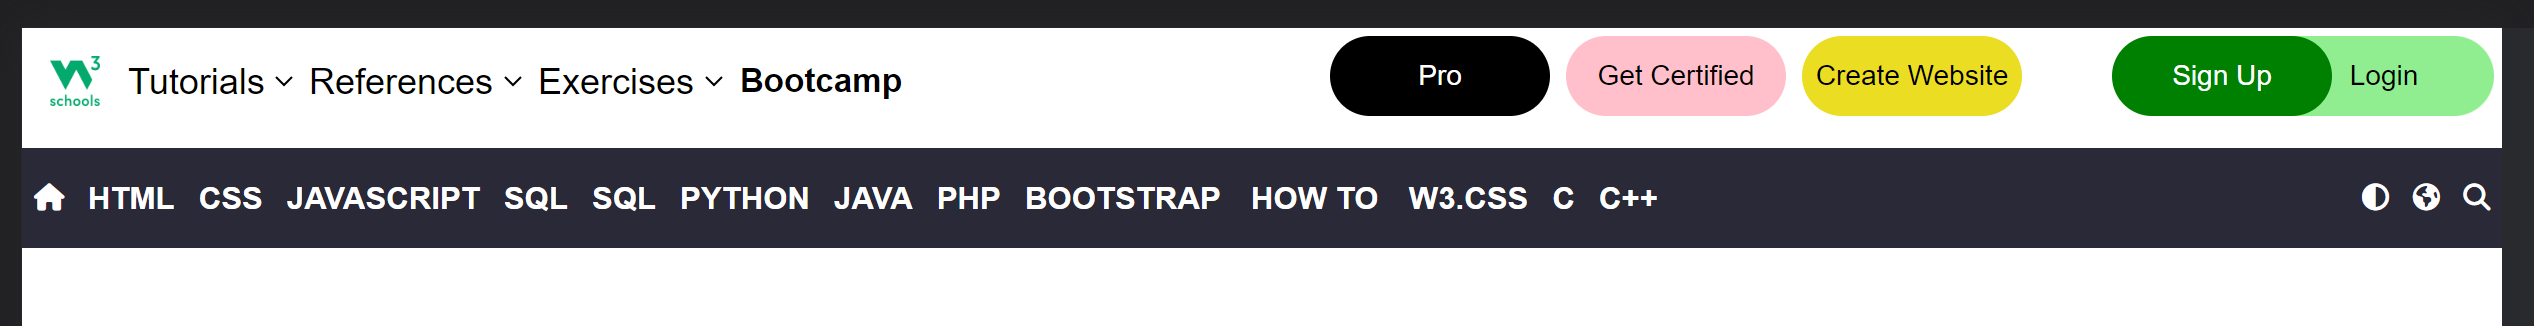 W3 schools Tutorials References Exercises Bootcamp Pro Get Certified Create Website Sign Up Login
HTML CSS JAVASCRIPT SQL SQL PYTHON JAVA PHP BOOTSTRAP HOW TO W3.CSS C C++